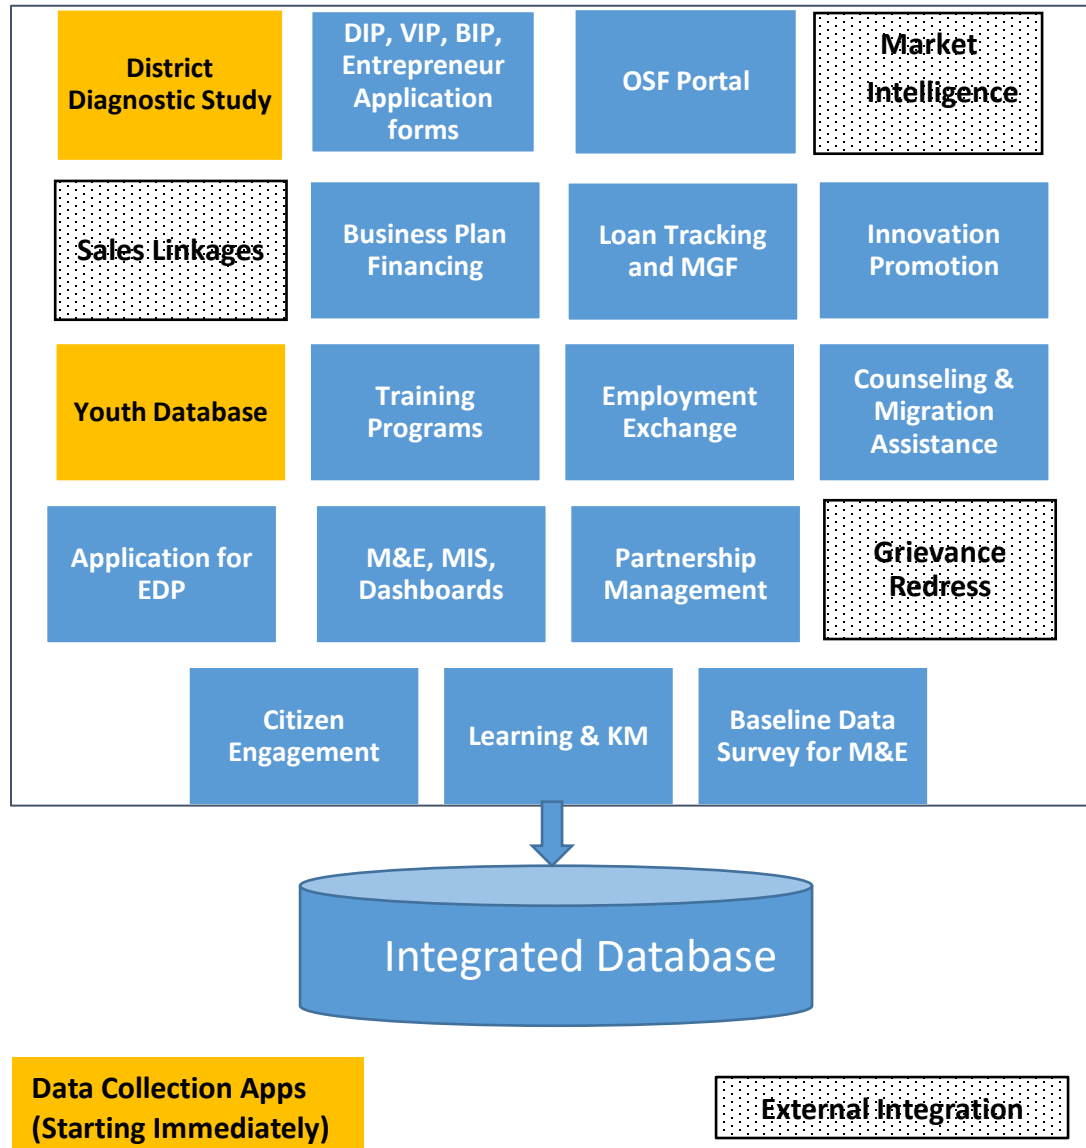 District
Diagnostic Study
DIP, VIP, BIP,
Entrepreneur
Application
forms
OSF Portal
Market
Intelligence
Sales Linkages
Business Plan
Financing
Loan Tracking
and MGF
Innovation
Promotion
Youth Database
Training
Programs
Employment
Exchange
Counseling &
Migration
Assistance
Application for
EDP
M&E, MIS,
Dashboards
Partnership
Management
Grievance
Redress
Citizen
Engagement
Learning & KM
Baseline Data
Survey for M&E
Integrated Database
Data Collection Apps
(Starting Immediately)
External Integration